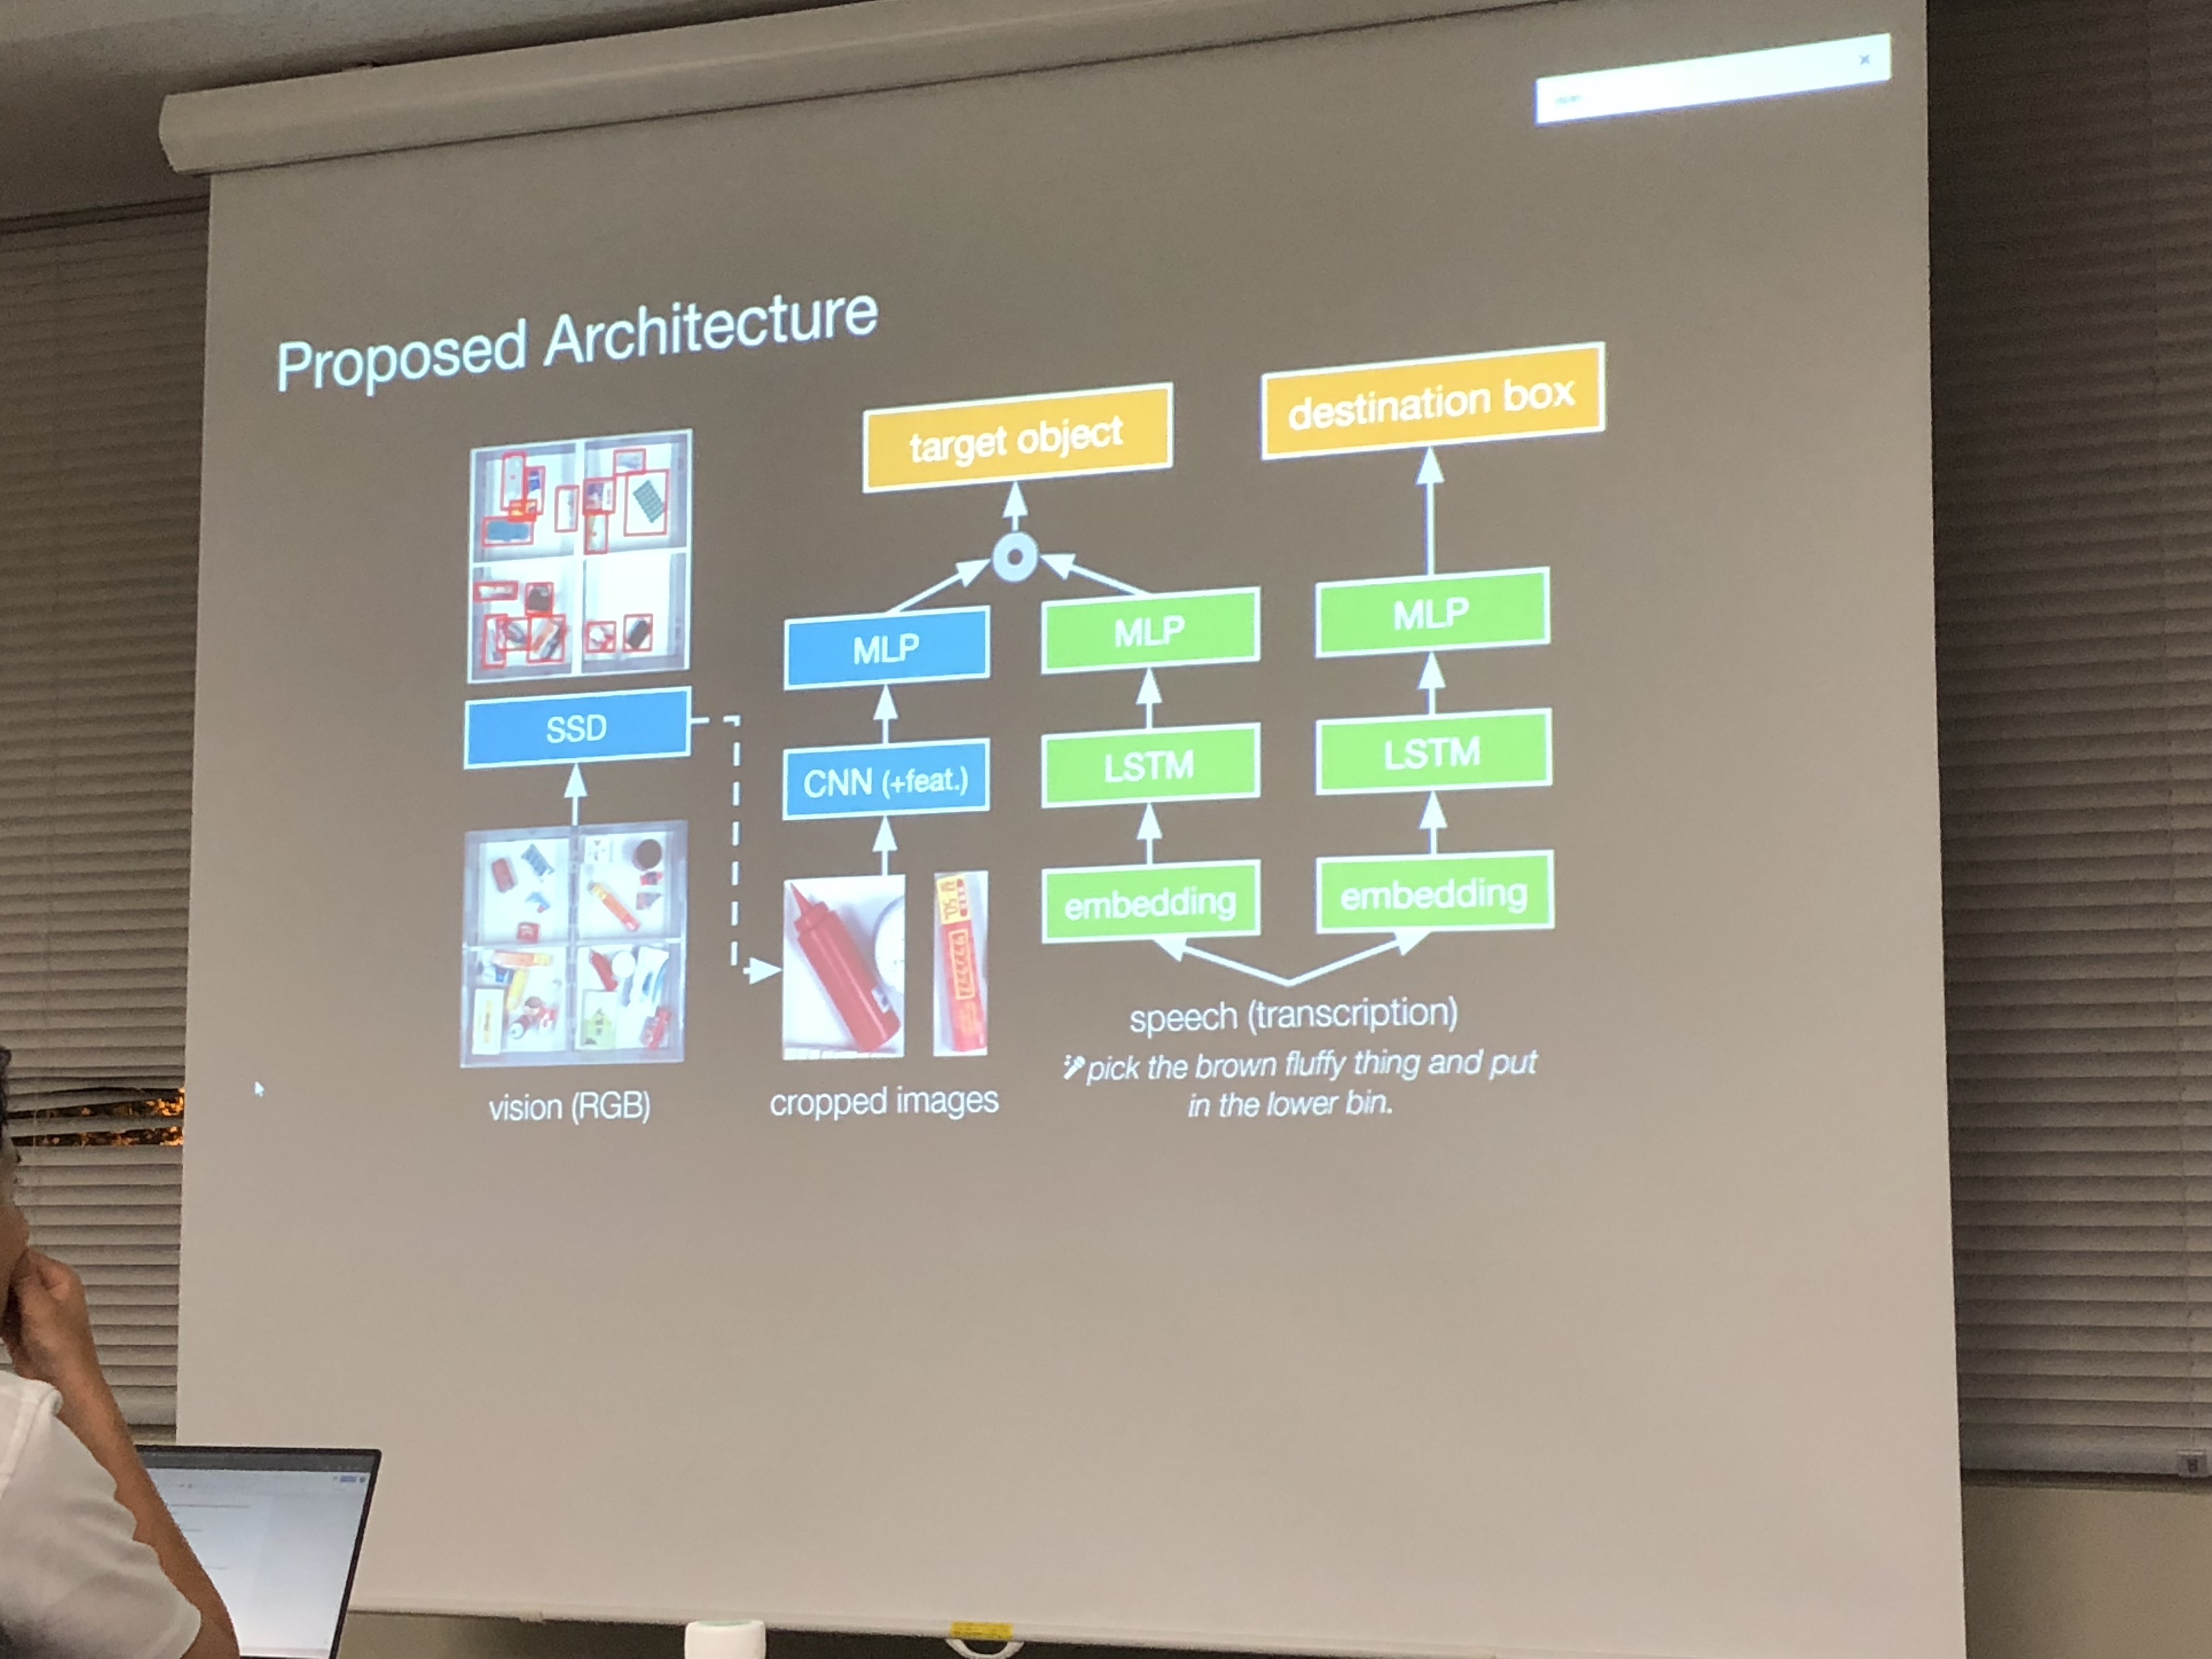 Proposed Architecture
target object
destination box
MLP
MLP
MLP
SSD
CNN (+feat.)
LSTM
LSTM
embedding
embedding
speech (transcription)
pick the brown fluffy thing and put
in the lower bin.
vision (RGB)
cropped images